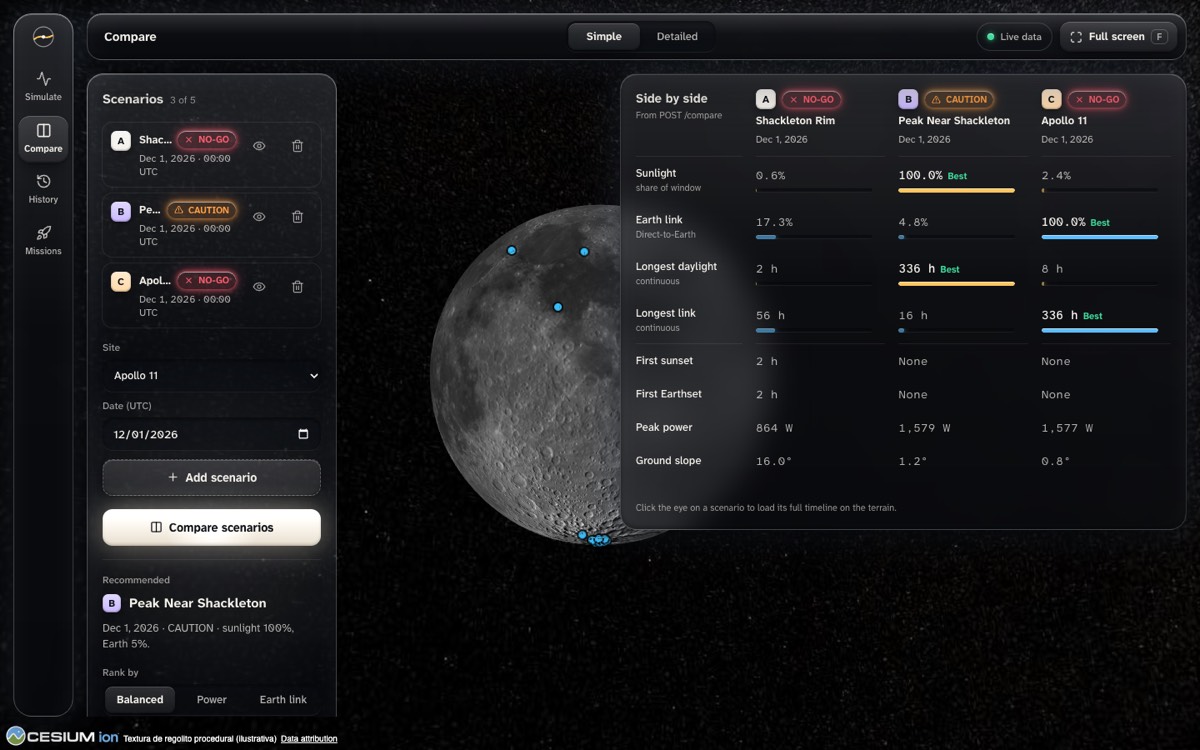 Compare
Simple
Detailed
Live data
Full screen F
Simulate
Compare
History
Missions
Scenarios 3 of 5
A Shac... × NO-GO
Dec 1, 2026 · 00:00
UTC
B Pe... CAUTION
Dec 1, 2026 · 00:00
UTC
C Apol... × NO-GO
Dec 1, 2026 · 00:00
UTC
Site
Apollo 11
Date (UTC)
12/01/2026
+ Add scenario
Compare scenarios
Recommended
B Peak Near Shackleton
Dec 1, 2026 · CAUTION · sunlight 100%,
Earth 5%.
Rank by
Balanced Power Earth link
Side by side
From POST /compare
A × NO-GO
Shackleton Rim
Dec 1, 2026
B CAUTION
Peak Near Shackleton
Dec 1, 2026
C × NO-GO
Apollo 11
Dec 1, 2026
Sunlight
share of window
0.6% 100.0% Best 2.4%
Earth link
Direct-to-Earth
17.3% 4.8% 100.0% Best
Longest daylight
continuous
2 h 336 h Best 8 h
Longest link
continuous
56 h 16 h 336 h Best
First sunset 2 h None None
First Earthset 2 h None None
Peak power 864 W 1,579 W 1,577 W
Ground slope 16.0° 1.2° 0.8°
Click the eye on a scenario to load its full timeline on the terrain.
CESIUM ion Textura de regolito procedural (ilustrativa) Data attribution